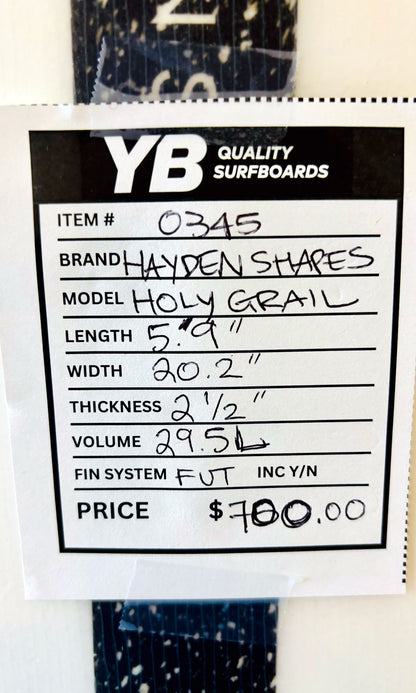 YB QUALITY SURFBOARDS
ITEM # 0345
BRAND HAYDEN SHAPES
MODEL HOLY GRAIL
LENGTH 5.'9"
WIDTH 20.2"
THICKNESS 2 1/2"
VOLUME 29.5L
FIN SYSTEM FUT INC Y/N
PRICE $700.00